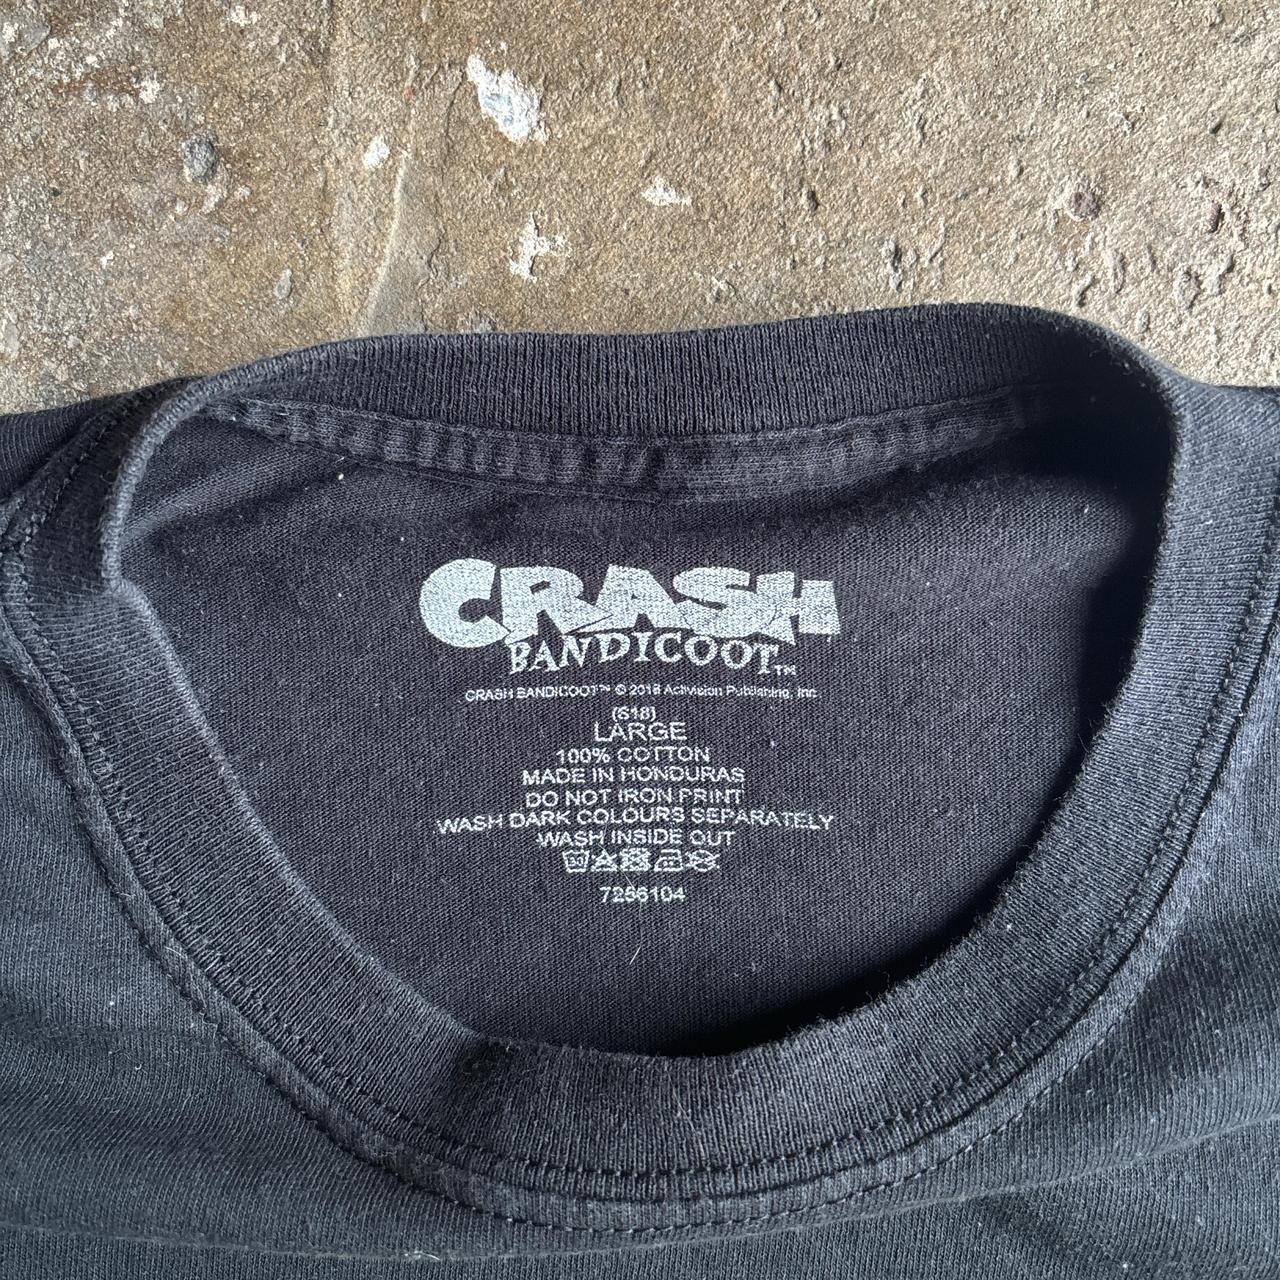 CRASH
BANDICOOT™
CRASH BANDICOOT™ © 2018 Activision Publishing, Inc.
(S18)
LARGE
100% COTTON
MADE IN HONDURAS
DO NOT IRON PRINT
WASH DARK COLOURS SEPARATELY
WASH INSIDE OUT
30
7256104